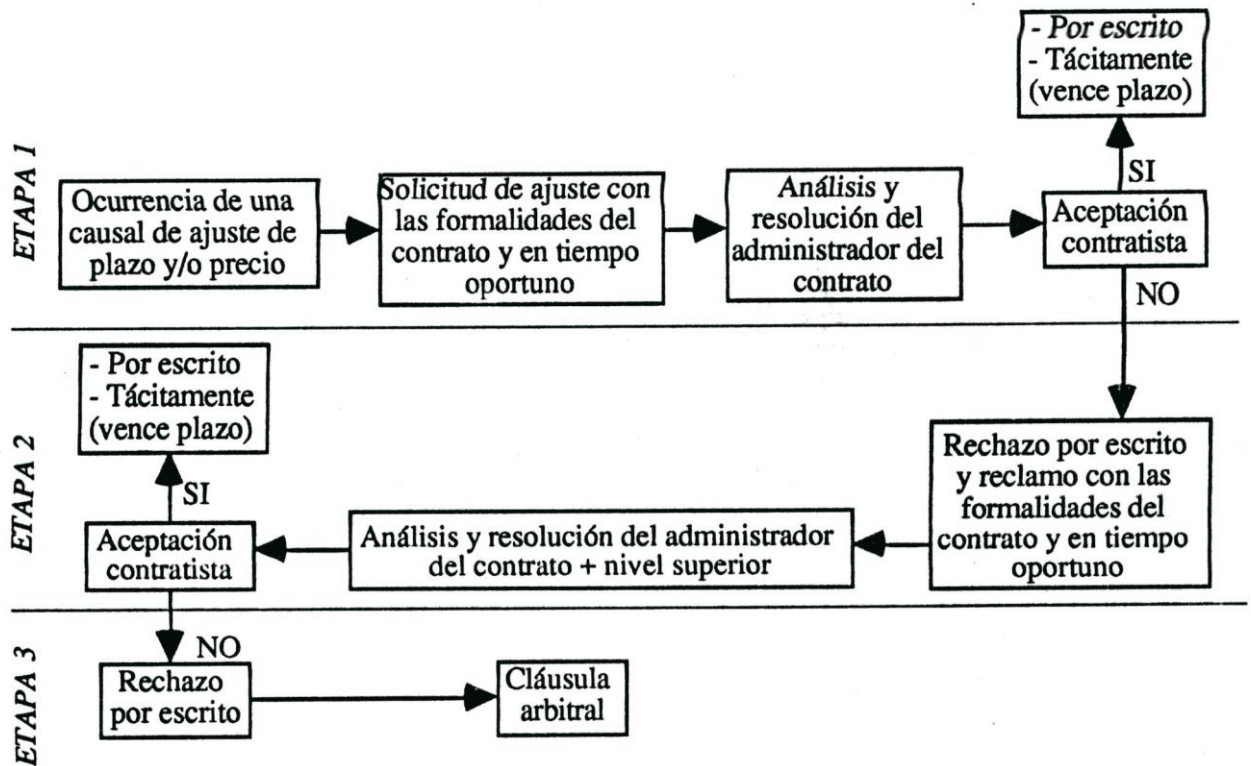 - Por escrito
- Tácitamente
(vence plazo)
ETAPA 1
SI
Ocurrencia de una
causal de ajuste de
plazo y/o precio
Solicitud de ajuste con
las formalidades del
contrato y en tiempo
oportuno
Análisis y
resolución del
administrador del
contrato
Aceptación
contratista
NO
ETAPA 2
- Por escrito
- Tácitamente
(vence plazo)
SI
Aceptación
contratista
Análisis y resolución del administrador
del contrato + nivel superior
Rechazo por escrito
y reclamo con las
formalidades del
contrato y en tiempo
oportuno
ETAPA 3
NO
Rechazo
por escrito
Cláusula
arbitral